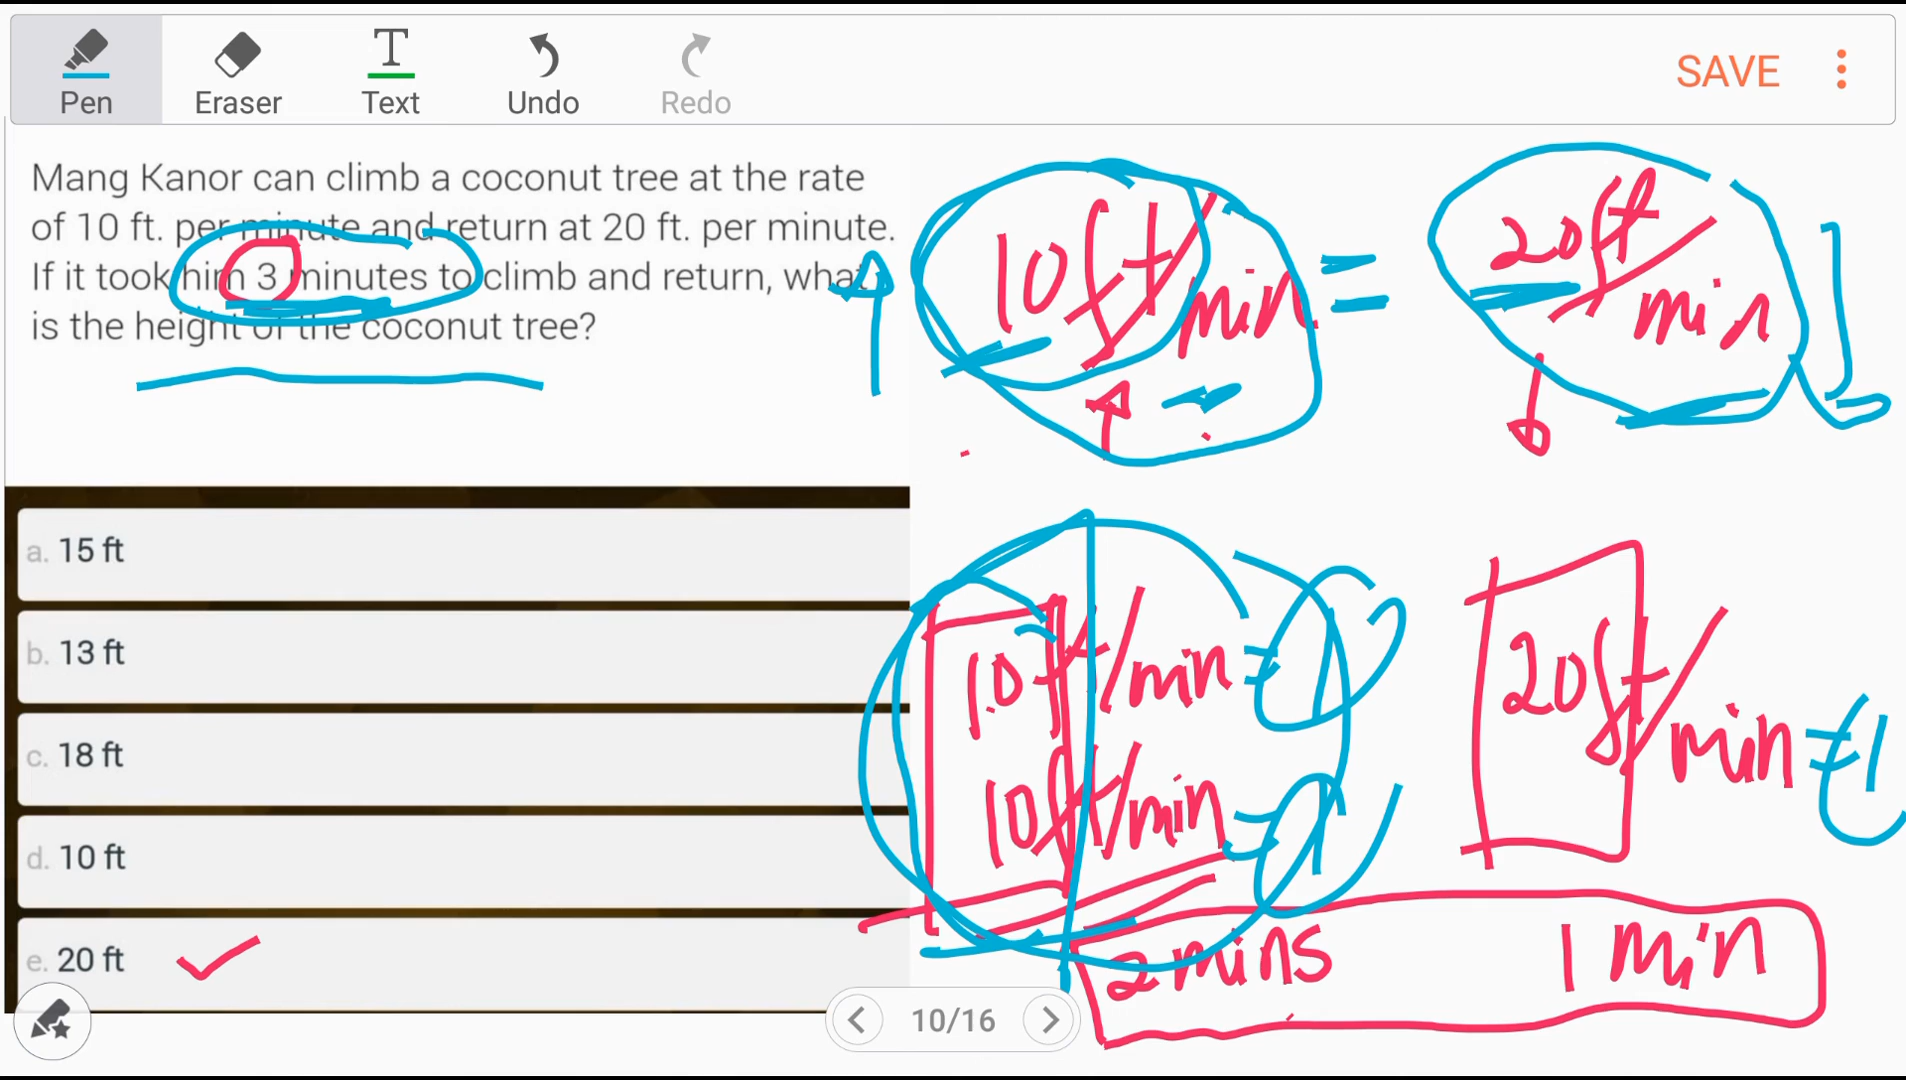 Pen
Eraser
Text
Undo
Redo
SAVE
Mang Kanor can climb a coconut tree at the rate
of 10 ft. per minute and return at 20 ft. per minute.
If it took him 3 minutes to climb and return, what
is the height of the coconut tree?
a. 15 ft
b. 13 ft
c. 18 ft
d. 10 ft
e. 20 ft
10ft/min = 20ft/min
10ft/min = 1
10ft/min = 1
20ft/min = 1
2 mins
1 min
10/16